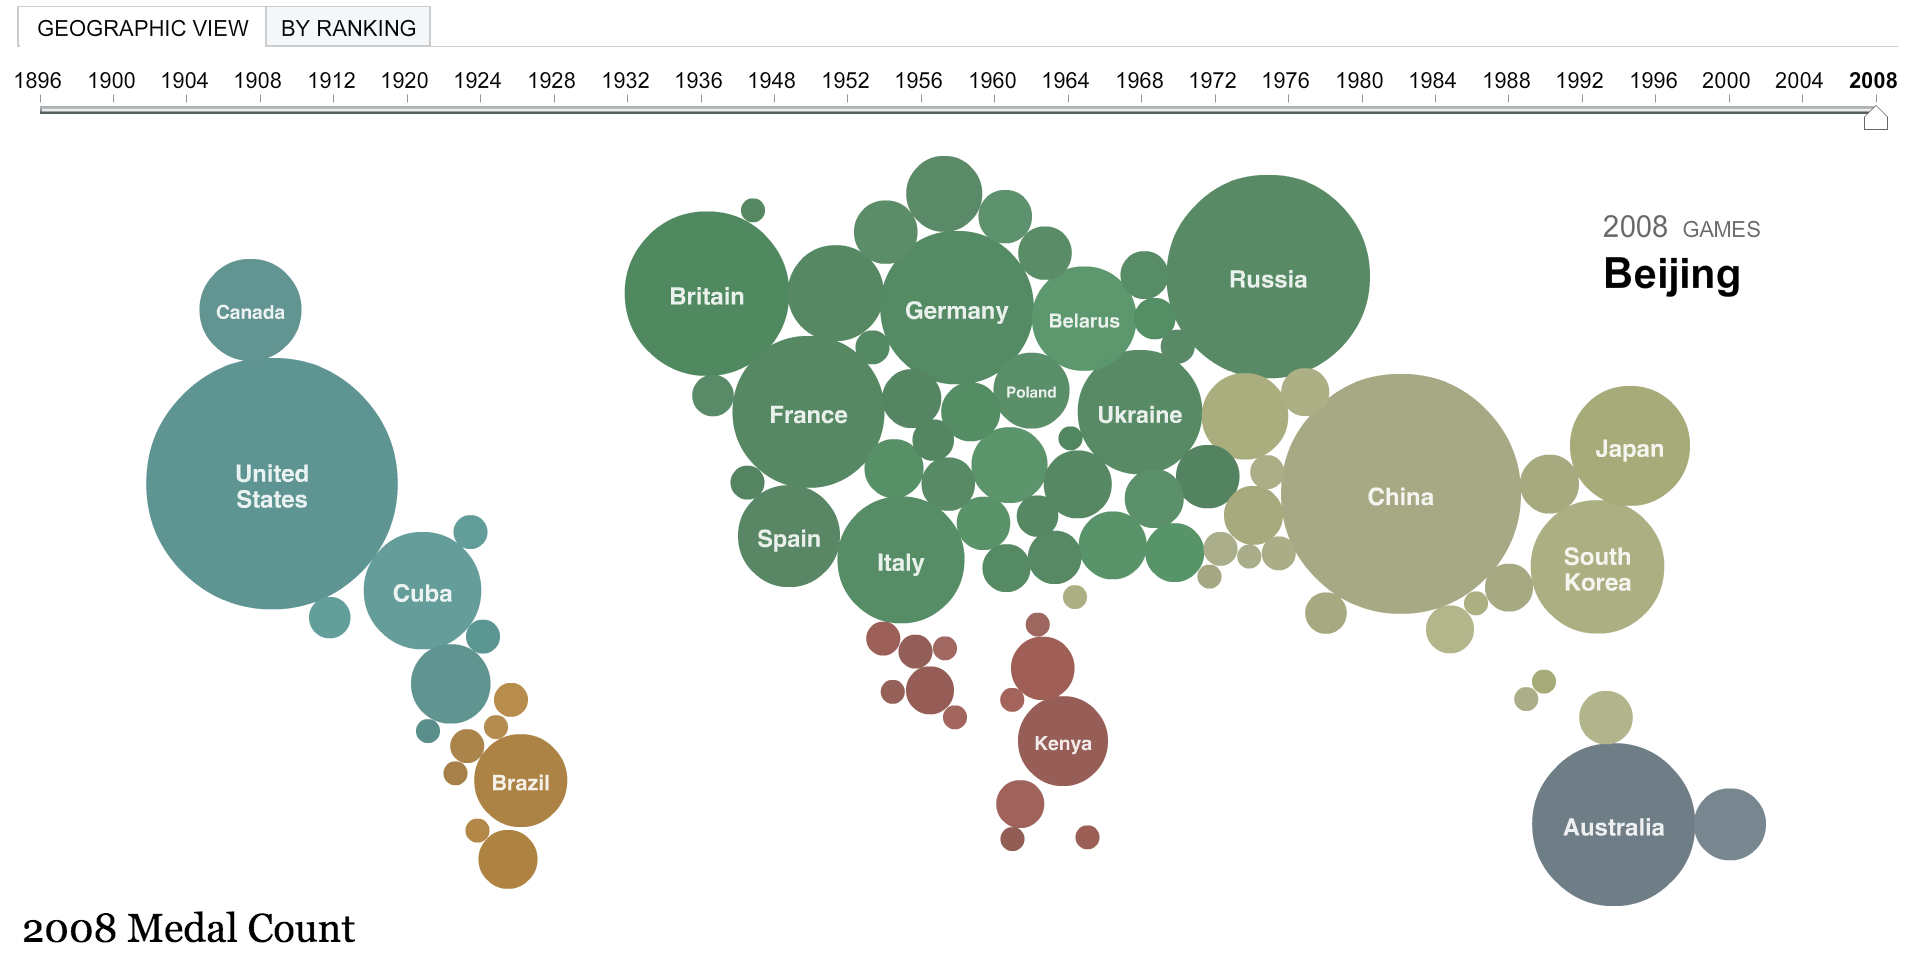 GEOGRAPHIC VIEW BY RANKING
1896 1900 1904 1908 1912 1920 1924 1928 1932 1936 1948 1952 1956 1960 1964 1968 1972 1976 1980 1984 1988 1992 1996 2000 2004 2008
2008 GAMES
Beijing
Canada
United
States
Cuba
Brazil
Britain
Germany
Belarus
Russia
France
Poland
Ukraine
Spain
Italy
Kenya
China
Japan
South
Korea
Australia
2008 Medal Count